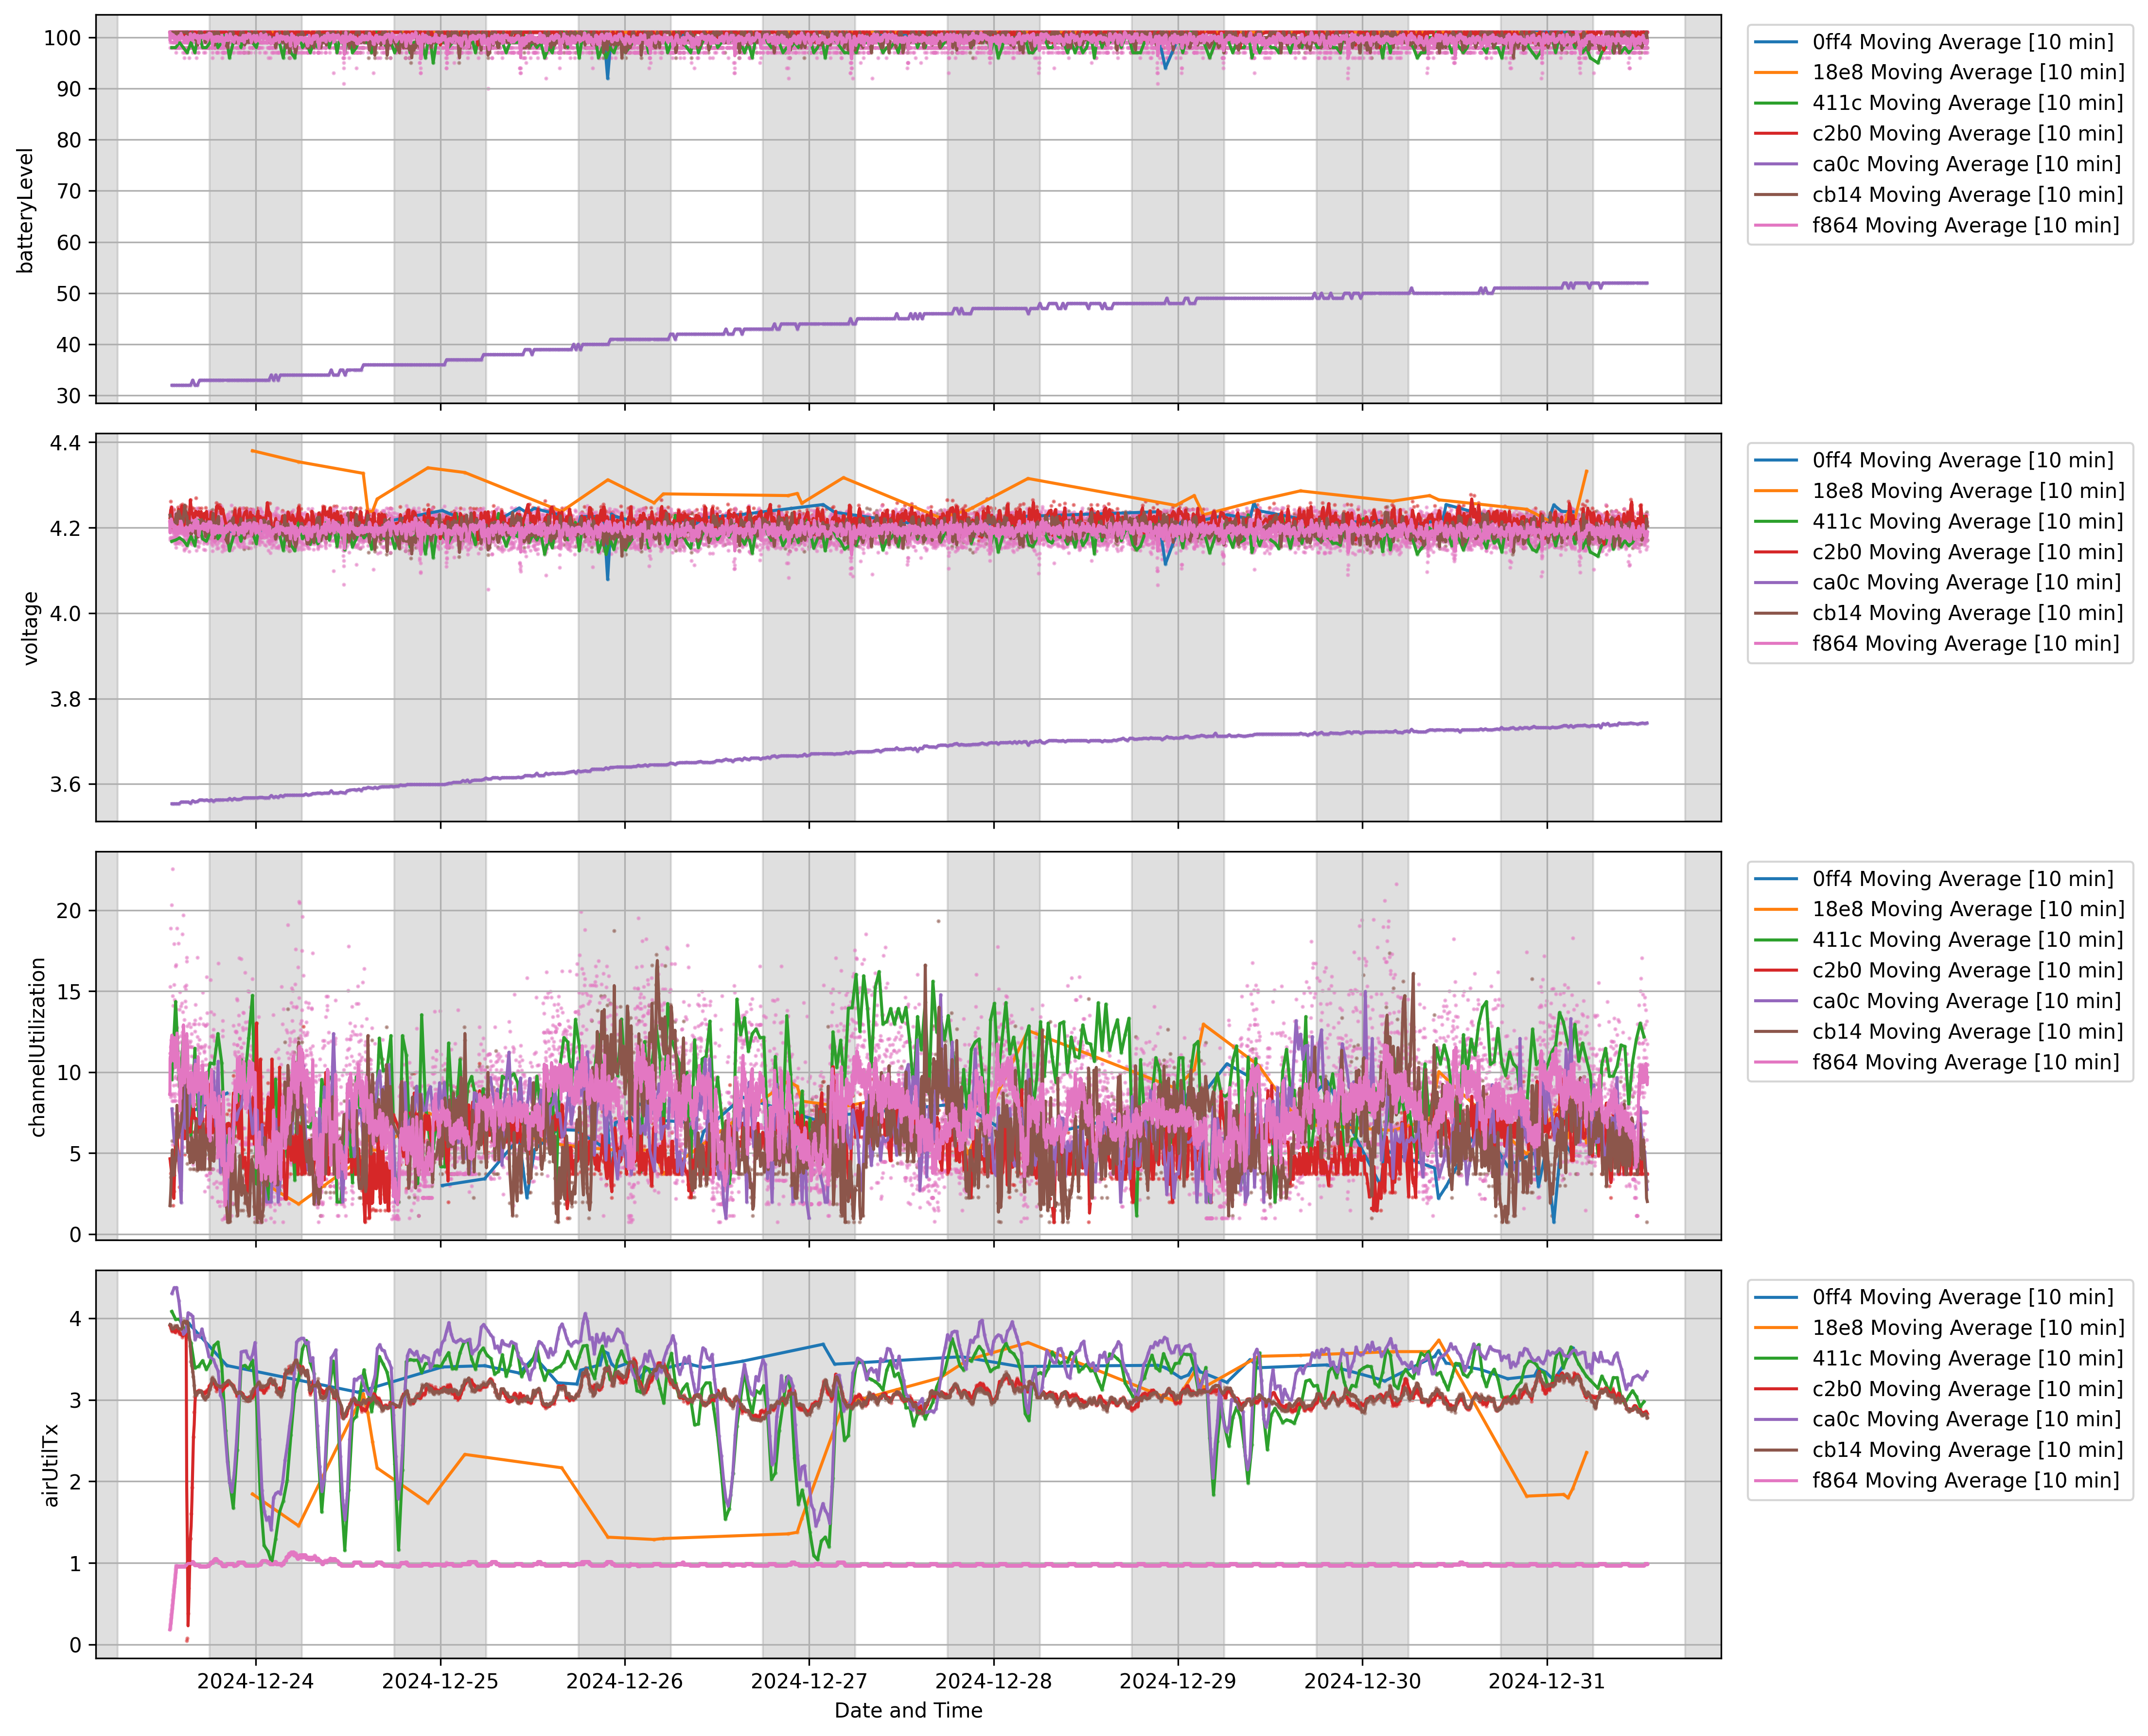 batteryLevel
100
90
80
70
60
50
40
30
0ff4 Moving Average [10 min]
18e8 Moving Average [10 min]
411c Moving Average [10 min]
c2b0 Moving Average [10 min]
ca0c Moving Average [10 min]
cb14 Moving Average [10 min]
f864 Moving Average [10 min]
voltage
4.4
4.2
4.0
3.8
3.6
0ff4 Moving Average [10 min]
18e8 Moving Average [10 min]
411c Moving Average [10 min]
c2b0 Moving Average [10 min]
ca0c Moving Average [10 min]
cb14 Moving Average [10 min]
f864 Moving Average [10 min]
channelUtilization
20
15
10
5
0
0ff4 Moving Average [10 min]
18e8 Moving Average [10 min]
411c Moving Average [10 min]
c2b0 Moving Average [10 min]
ca0c Moving Average [10 min]
cb14 Moving Average [10 min]
f864 Moving Average [10 min]
airUtilTx
4
3
2
1
0
0ff4 Moving Average [10 min]
18e8 Moving Average [10 min]
411c Moving Average [10 min]
c2b0 Moving Average [10 min]
ca0c Moving Average [10 min]
cb14 Moving Average [10 min]
f864 Moving Average [10 min]
2024-12-24 2024-12-25 2024-12-26 2024-12-27 2024-12-28 2024-12-29 2024-12-30 2024-12-31
Date and Time